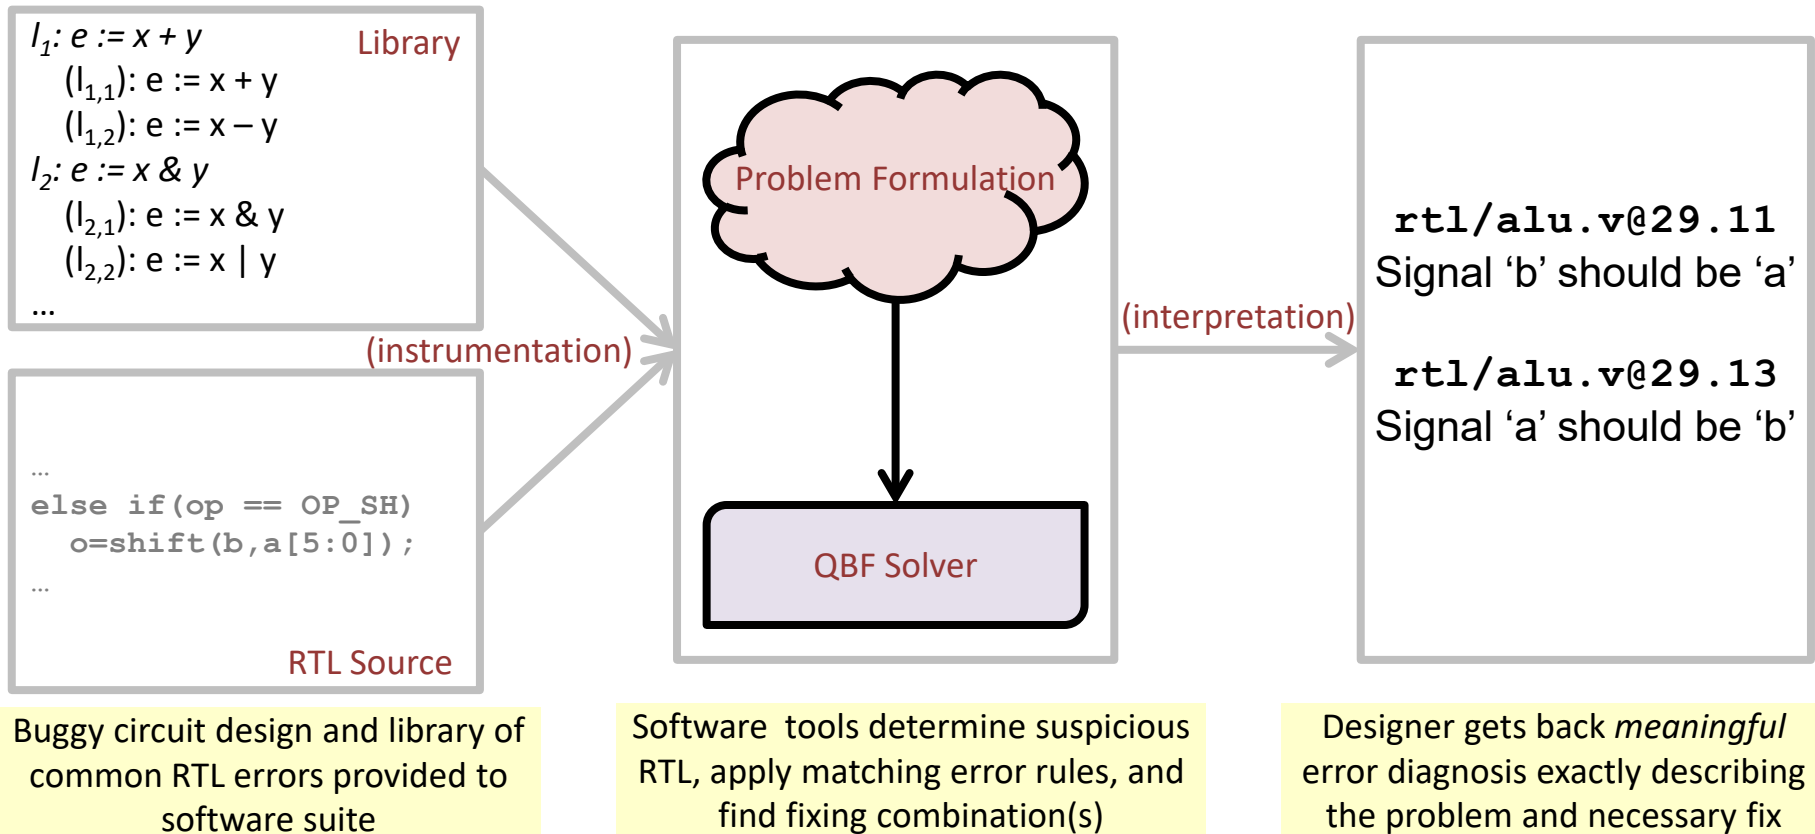 l1: e := x + y
Library
(l1,1): e := x + y
(l1,2): e := x – y
l2: e := x & y
(l2,1): e := x & y
(l2,2): e := x | y
...
(instrumentation)
...
else if(op == OP_SH)
o=shift(b,a[5:0]);
...
RTL Source
Buggy circuit design and library of
common RTL errors provided to
software suite
Problem Formulation
QBF Solver
Software tools determine suspicious
RTL, apply matching error rules, and
find fixing combination(s)
(interpretation)
rtl/alu.v@29.11
Signal ‘b’ should be ‘a’
rtl/alu.v@29.13
Signal ‘a’ should be ‘b’
Designer gets back meaningful
error diagnosis exactly describing
the problem and necessary fix